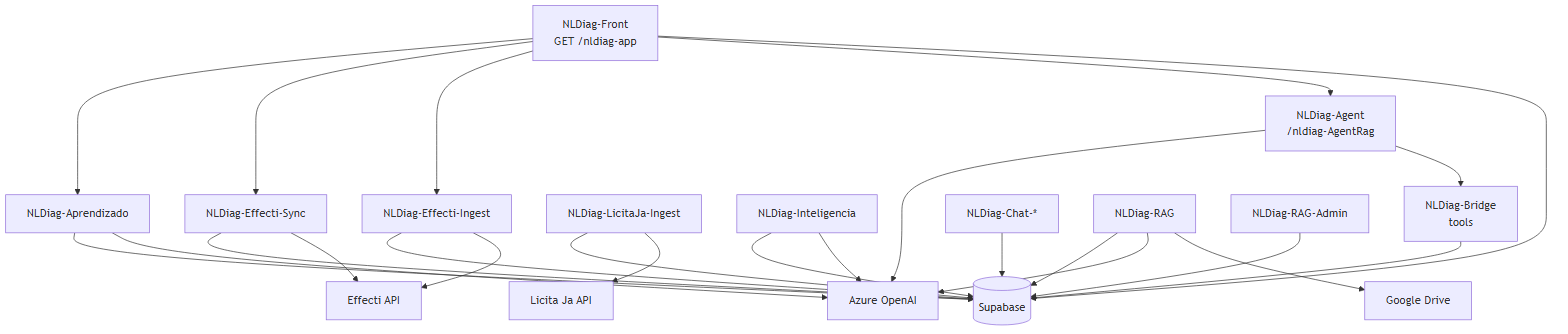 NLDiag-Front
GET /nldiag-app
NLDiag-Agent
/nldiag-AgentRag
NLDiag-Aprendizado
NLDiag-Effecti-Sync
NLDiag-Effecti-Ingest
NLDiag-LicitaJa-Ingest
NLDiag-Inteligencia
NLDiag-Chat-*
NLDiag-RAG
NLDiag-RAG-Admin
NLDiag-Bridge
tools
Effecti API
Licita Ja API
Azure OpenAI
Supabase
Google Drive